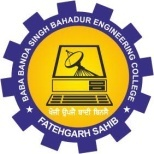 BABA BANDA SINGH BAHADUR ENGINEERING COLLEGE
FATEHGARH SAHIB